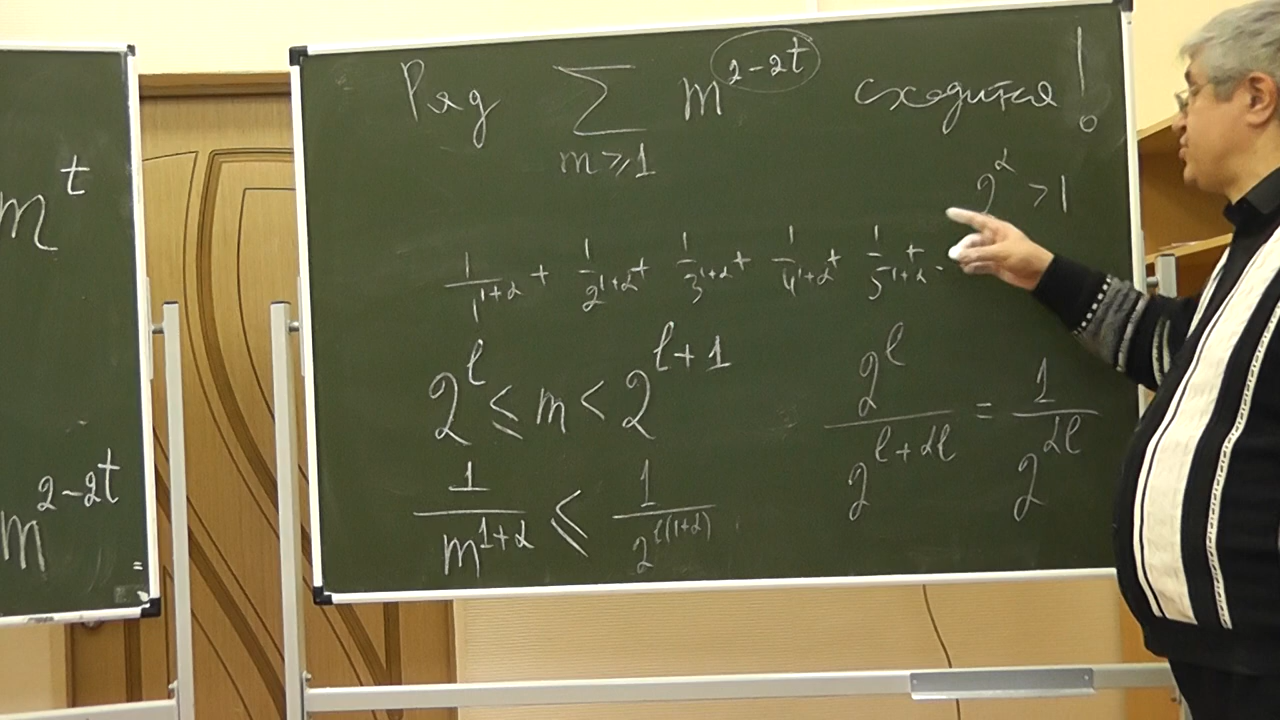 m^t
m^{2-2t}
=
Ряд ∑_{m⩾1} m^{2-2t} сходится!
2^α > 1
1/1^{1+α} + 1/2^{1+α} + 1/3^{1+α} + 1/4^{1+α} + 1/5^{1+α} + .
2^l ≤ m < 2^{l+1}
2^l / 2^{l+αl} = 1 / 2^{αl}
1/m^{1+α} ≤ 1/2^{l(1+α)}